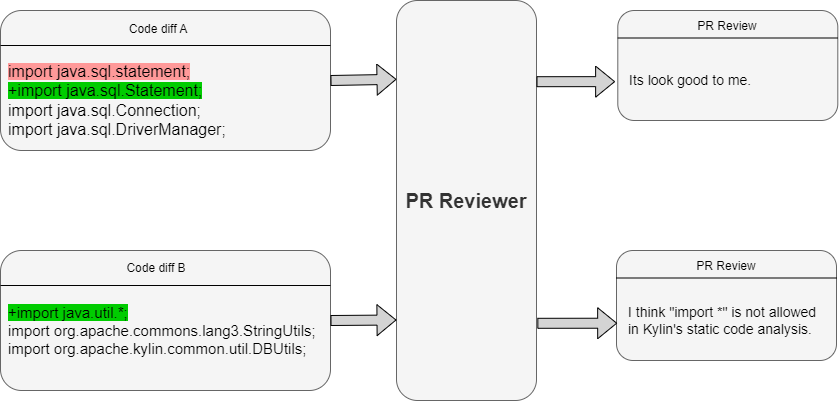 Code diff A
import java.sql.statement;
+import java.sql.Statement;
import java.sql.Connection;
import java.sql.DriverManager;
PR Reviewer
PR Review
Its look good to me.
Code diff B
+import java.util.*;
import org.apache.commons.lang3.StringUtils;
import org.apache.kylin.common.util.DBUtils;
PR Review
I think "import *" is not allowed
in Kylin's static code analysis.